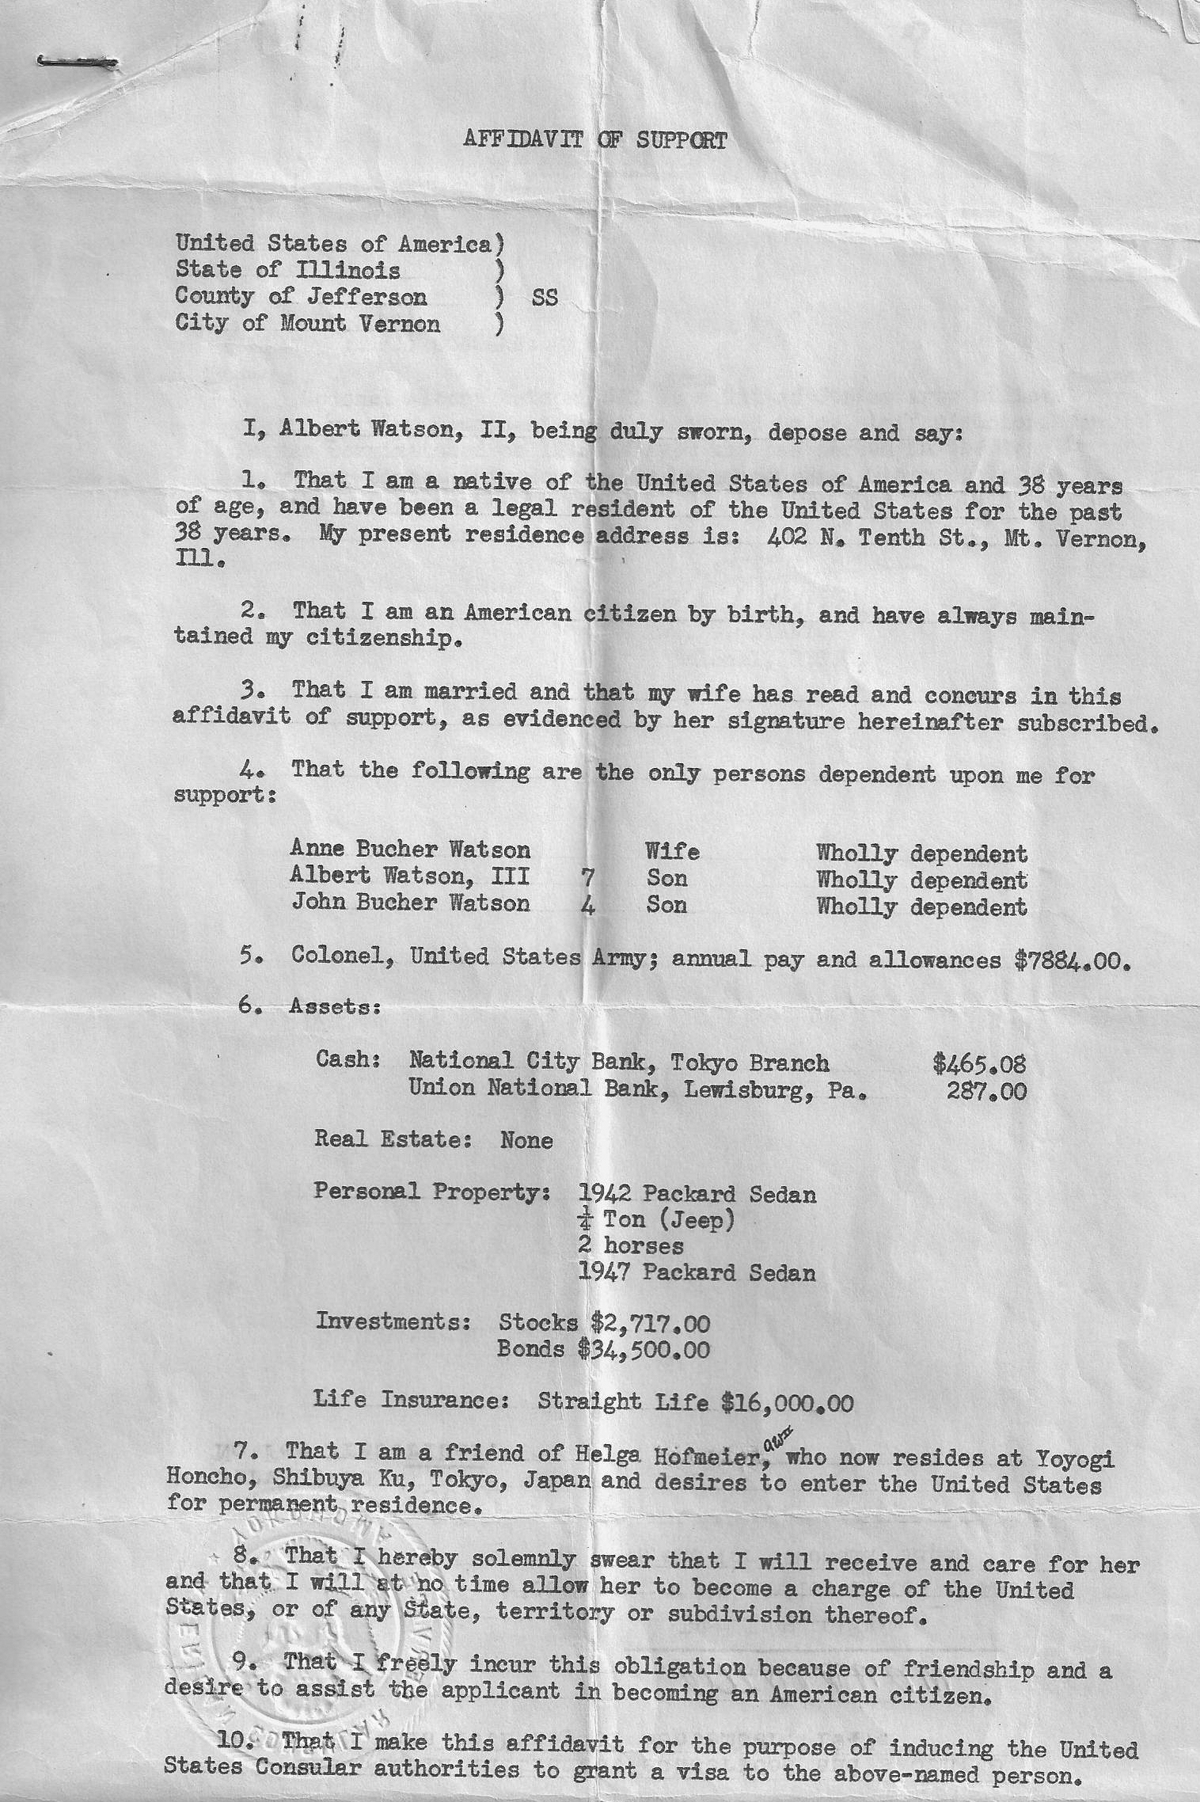 AFFIDAVIT OF SUPPORT
United States of America)
State of Illinois )
County of Jefferson ) SS
City of Mount Vernon )
I, Albert Watson, II, being duly sworn, depose and say:
1. That I am a native of the United States of America and 38 years
of age, and have been a legal resident of the United States for the past
38 years. My present residence address is: 402 N. Tenth St., Mt. Vernon,
Ill.
2. That I am an American citizen by birth, and have always main-
tained my citizenship.
3. That I am married and that my wife has read and concurs in this
affidavit of support, as evidenced by her signature hereinafter subscribed.
4. That the following are the only persons dependent upon me for
support:
Anne Bucher Watson Wife Wholly dependent
Albert Watson, III 7 Son Wholly dependent
John Bucher Watson 4 Son Wholly dependent
5. Colonel, United States Army; annual pay and allowances $7884.00.
6. Assets:
Cash: National City Bank, Tokyo Branch $465.08
Union National Bank, Lewisburg, Pa. 287.00
Real Estate: None
Personal Property: 1942 Packard Sedan
¼ Ton (Jeep)
2 horses
1947 Packard Sedan
Investments: Stocks $2,717.00
Bonds $34,500.00
Life Insurance: Straight Life $16,000.00
7. That I am a friend of Helga Hofmeier, who now resides at Yoyogi
Honcho, Shibuya Ku, Tokyo, Japan and desires to enter the United States
for permanent residence.
8. That I hereby solemnly swear that I will receive and care for her
and that I will at no time allow her to become a charge of the United
States, or of any State, territory or subdivision thereof.
9. That I freely incur this obligation because of friendship and a
desire to assist the applicant in becoming an American citizen.
10. That I make this affidavit for the purpose of inducing the United
States Consular authorities to grant a visa to the above-named person.